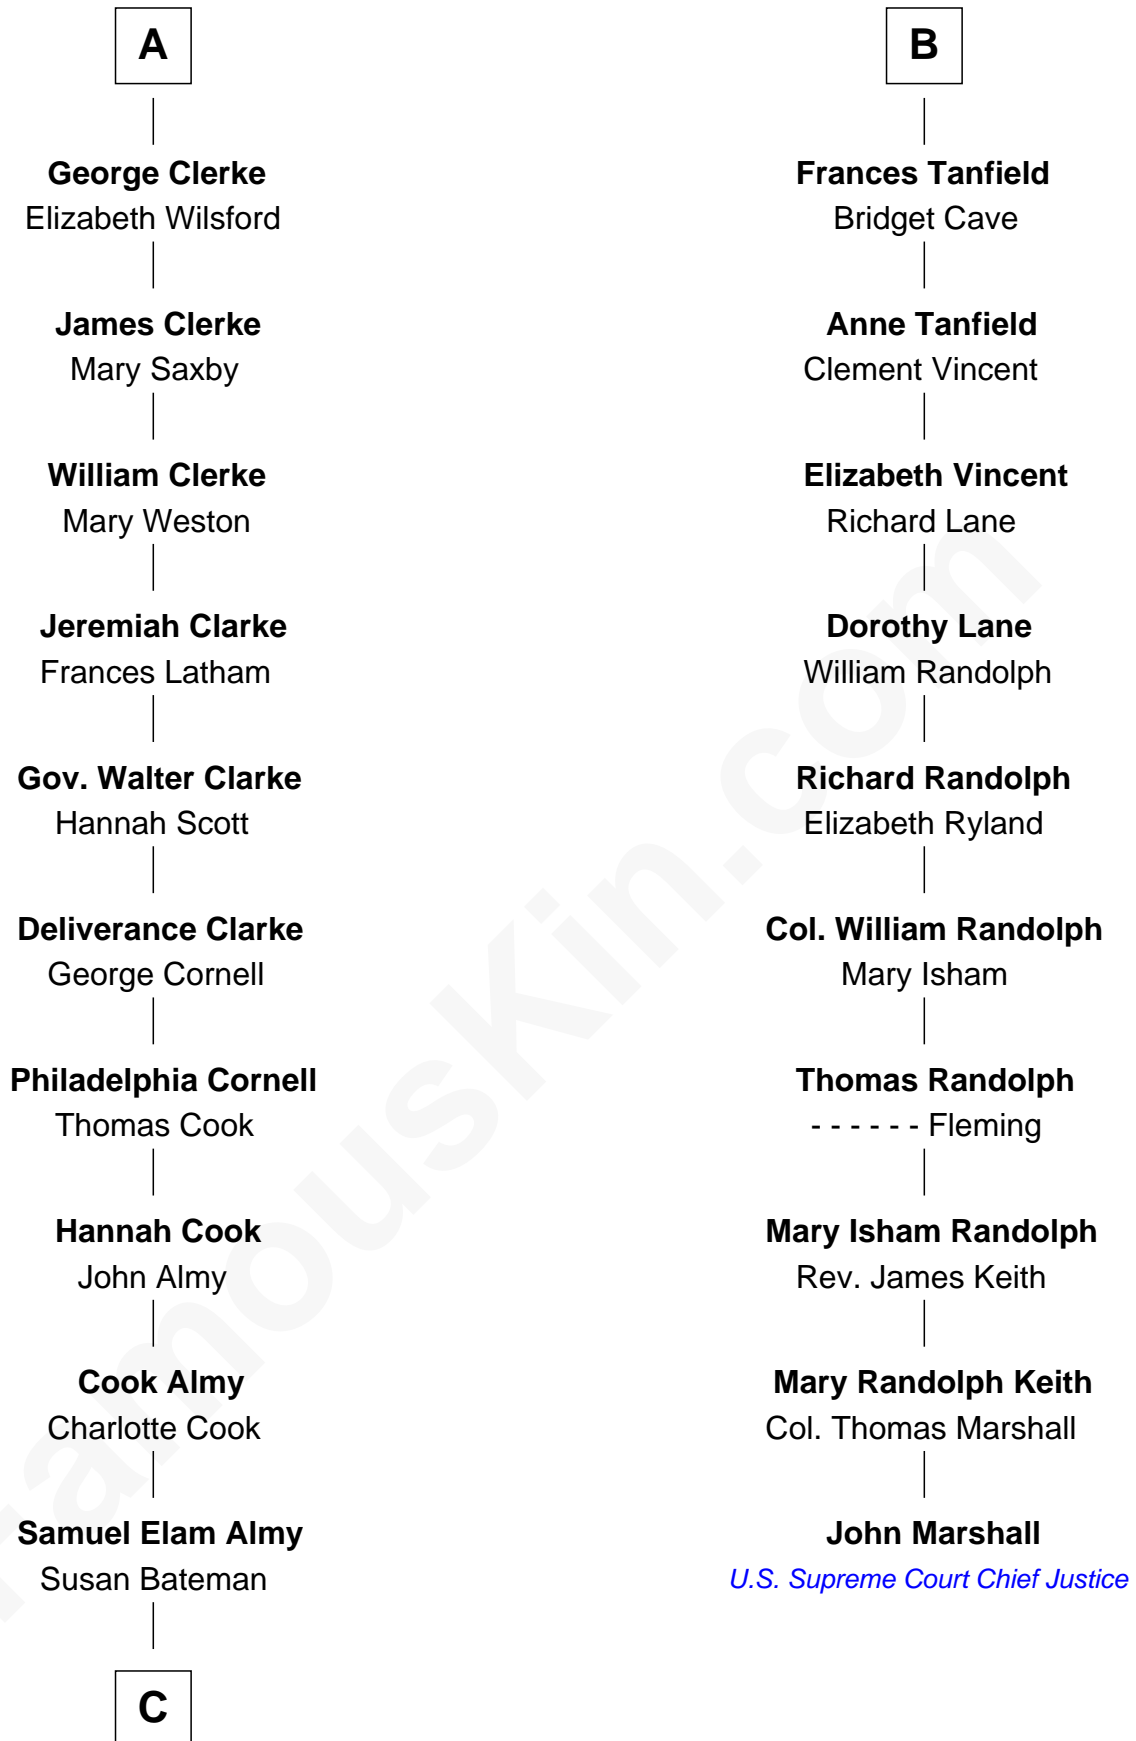 A
George Clerke
Elizabeth Wilsford
James Clerke
Mary Saxby
William Clerke
Mary Weston
Jeremiah Clarke
Frances Latham
Gov. Walter Clarke
Hannah Scott
Deliverance Clarke
George Cornell
Philadelphia Cornell
Thomas Cook
Hannah Cook
John Almy
Cook Almy
Charlotte Cook
Samuel Elam Almy
Susan Bateman
C
B
Frances Tanfield
Bridget Cave
Anne Tanfield
Clement Vincent
Elizabeth Vincent
Richard Lane
Dorothy Lane
William Randolph
Richard Randolph
Elizabeth Ryland
Col. William Randolph
Mary Isham
Thomas Randolph
- - - - - - Fleming
Mary Isham Randolph
Rev. James Keith
Mary Randolph Keith
Col. Thomas Marshall
John Marshall
U.S. Supreme Court Chief Justice
FamousKin.com